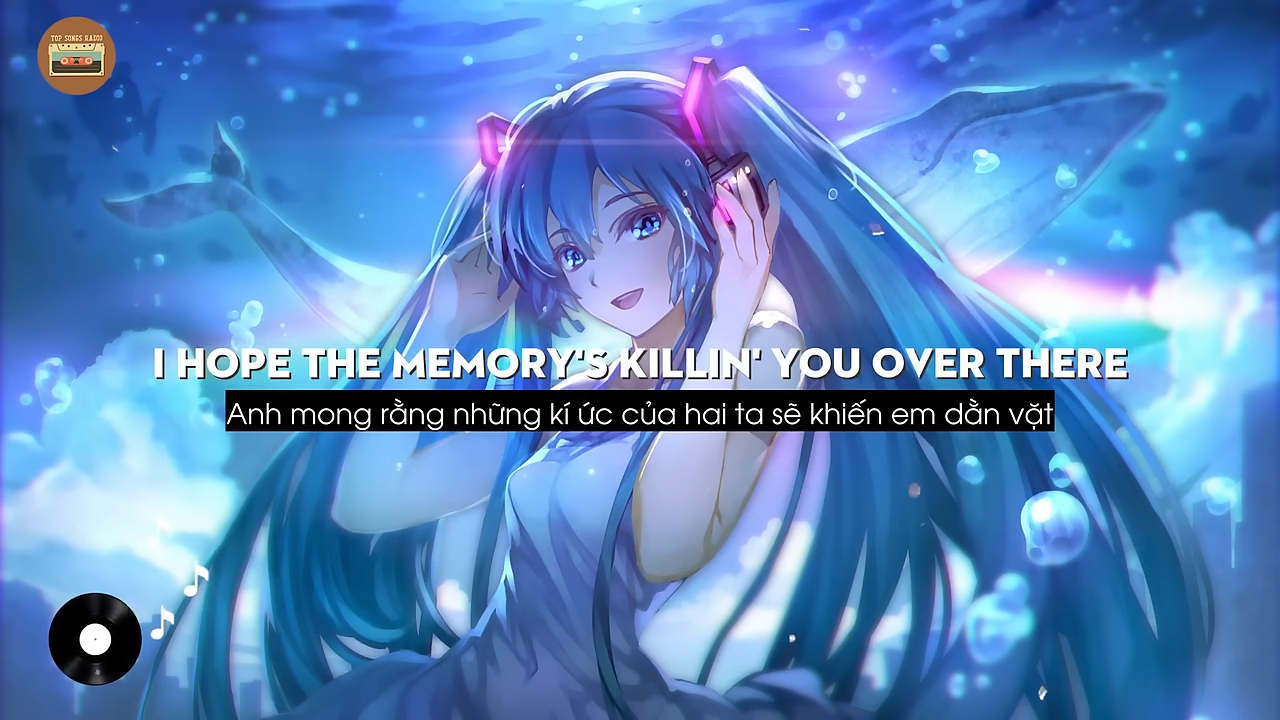 TOP SONGS RADIO
I HOPE THE MEMORY'S KILLIN' YOU OVER THERE
Anh mong rằng những kí ức của hai ta sẽ khiến em dằn vặt